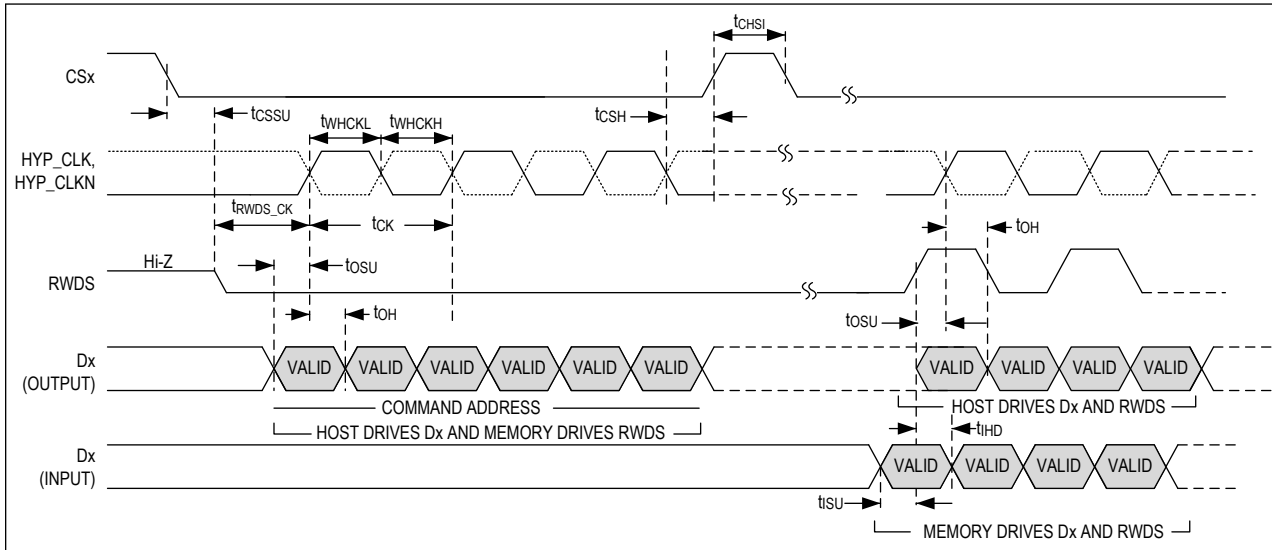 tCHSI
CSx
tCSSU
tCSH
tWHCKL
tWHCKH
HYP_CLK,
HYP_CLKN
tRWDS_CK
tCK
tOH
Hi-Z
RWDS
tOSU
tOH
tOSU
Dx
(OUTPUT)
VALID VALID VALID VALID VALID VALID
VALID VALID VALID VALID
COMMAND ADDRESS
HOST DRIVES Dx AND RWDS
HOST DRIVES Dx AND MEMORY DRIVES RWDS
tIHD
Dx
(INPUT)
VALID VALID VALID VALID
tISU
MEMORY DRIVES Dx AND RWDS